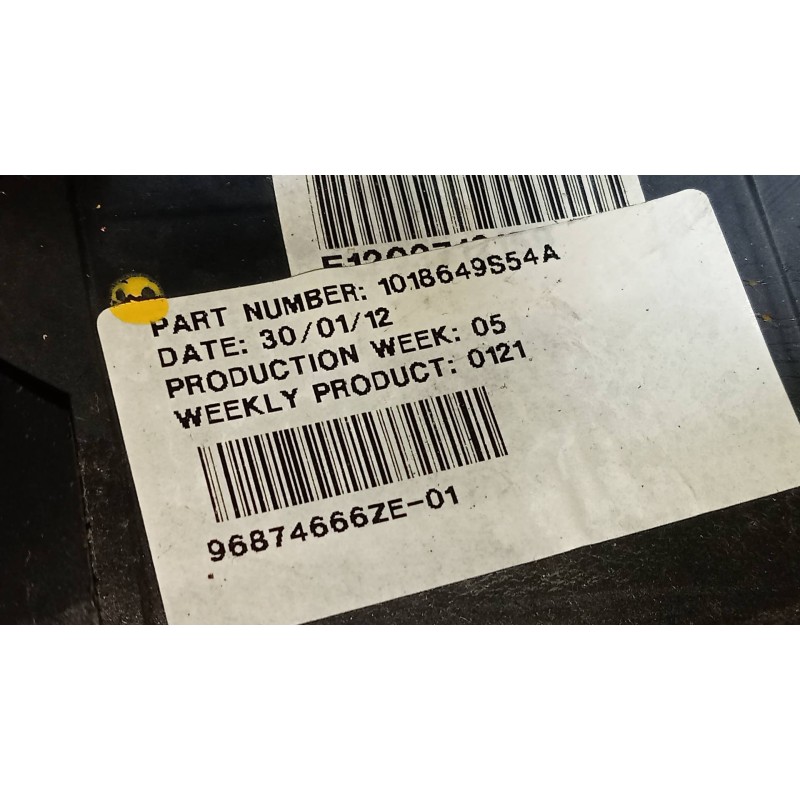 PART NUMBER: 1018649S54A
DATE: 30/01/12
PRODUCTION WEEK: 05
WEEKLY PRODUCT: 0121
96874666ZE-01